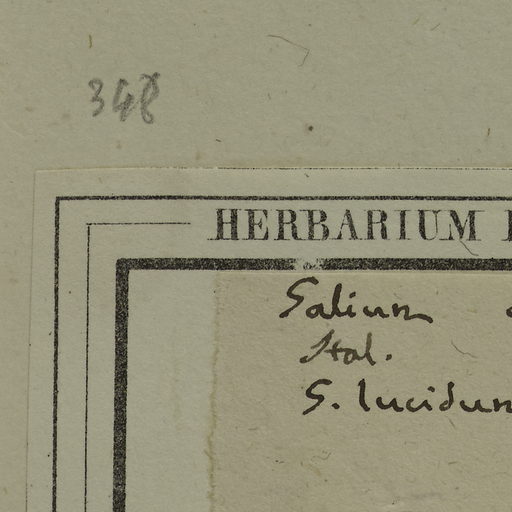 348
HERBARIUM
Galium
Ital.
G. lucidum